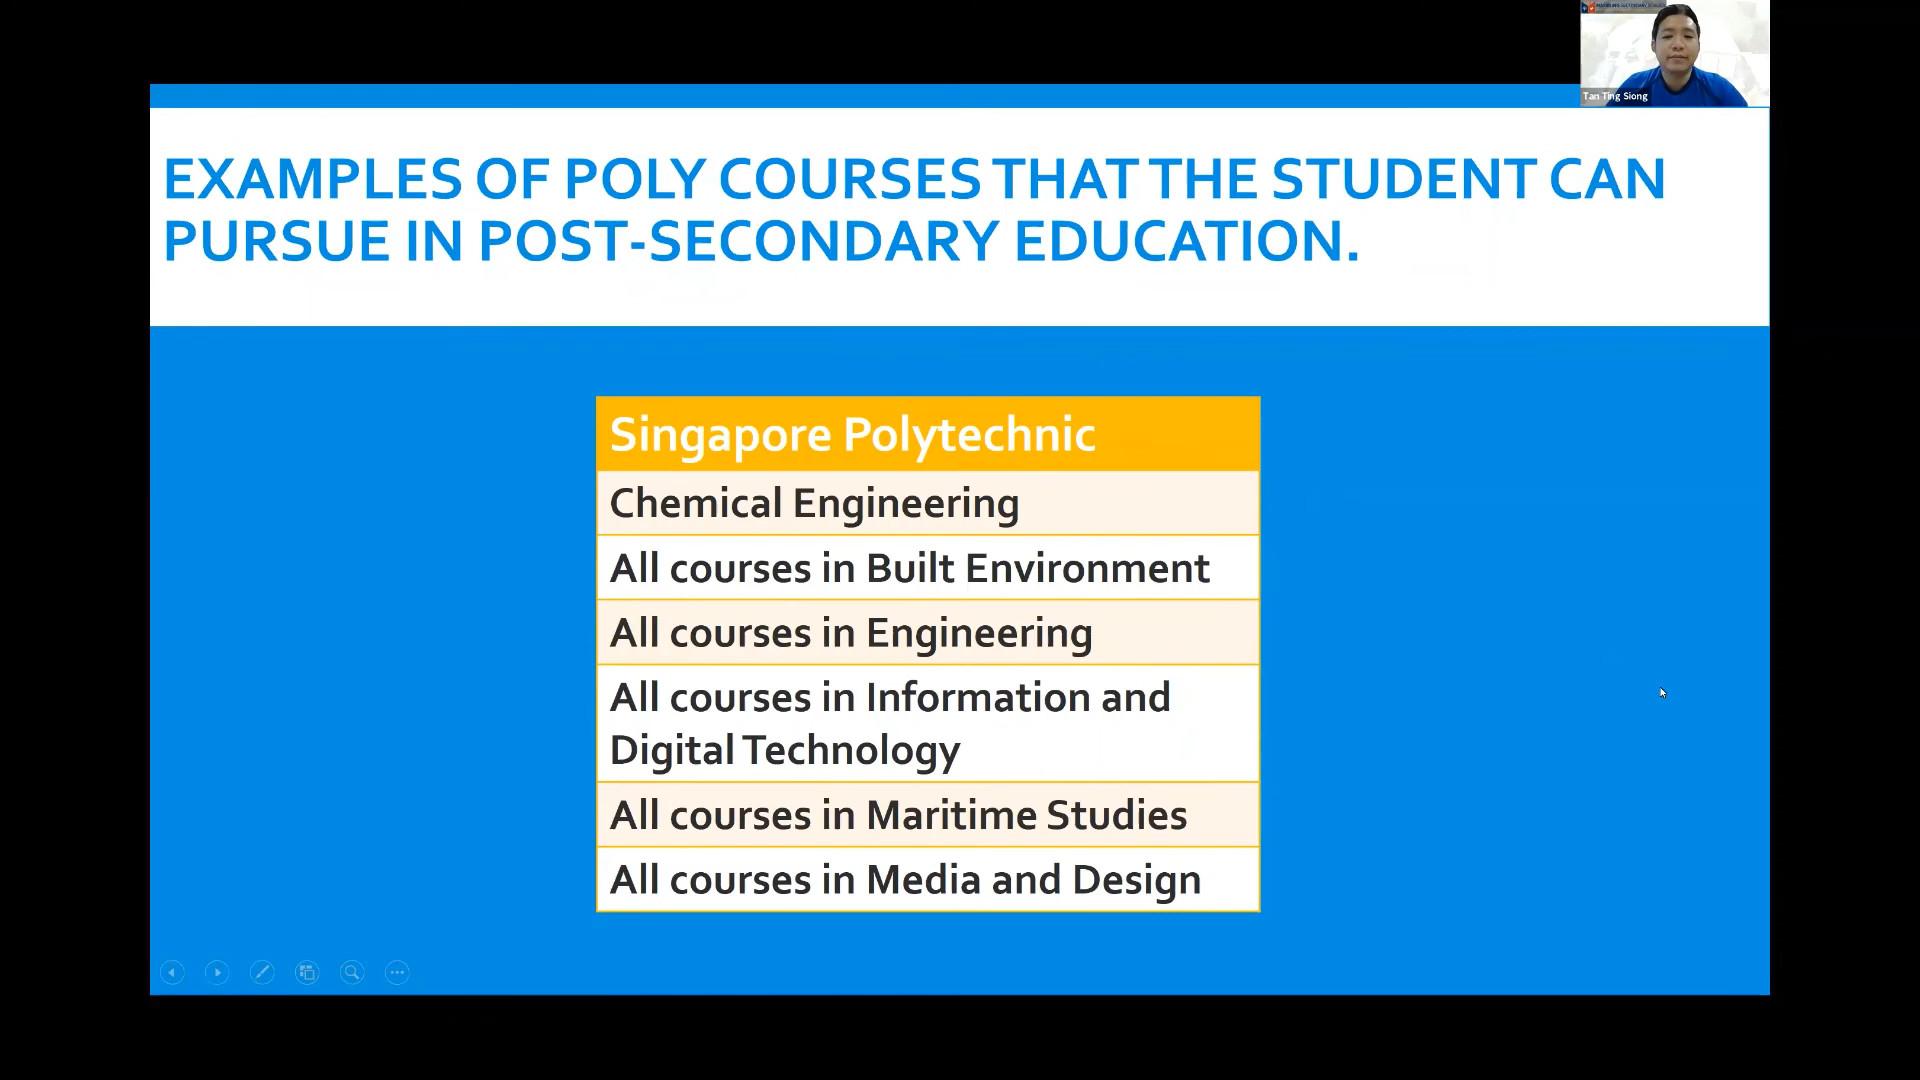 Tan Ting Siong
EXAMPLES OF POLY COURSES THAT THE STUDENT CAN
PURSUE IN POST-SECONDARY EDUCATION.
Singapore Polytechnic
Chemical Engineering
All courses in Built Environment
All courses in Engineering
All courses in Information and
Digital Technology
All courses in Maritime Studies
All courses in Media and Design